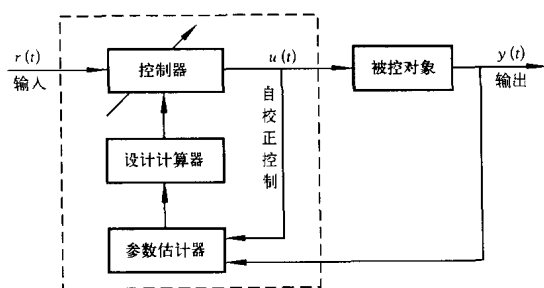 r(t)
输入
控制器
u(t)
被控对象
y(t)
输出
自校正控制
设计计算器
参数估计器